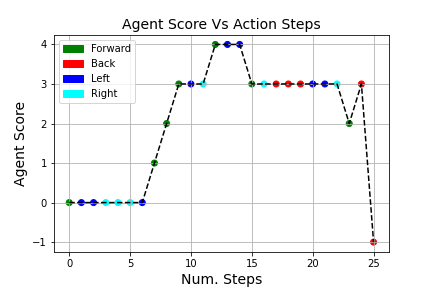 Agent Score Vs Action Steps
Forward
Back
Left
Right
4
3
2
1
0
−1
Agent Score
0 5 10 15 20 25
Num. Steps